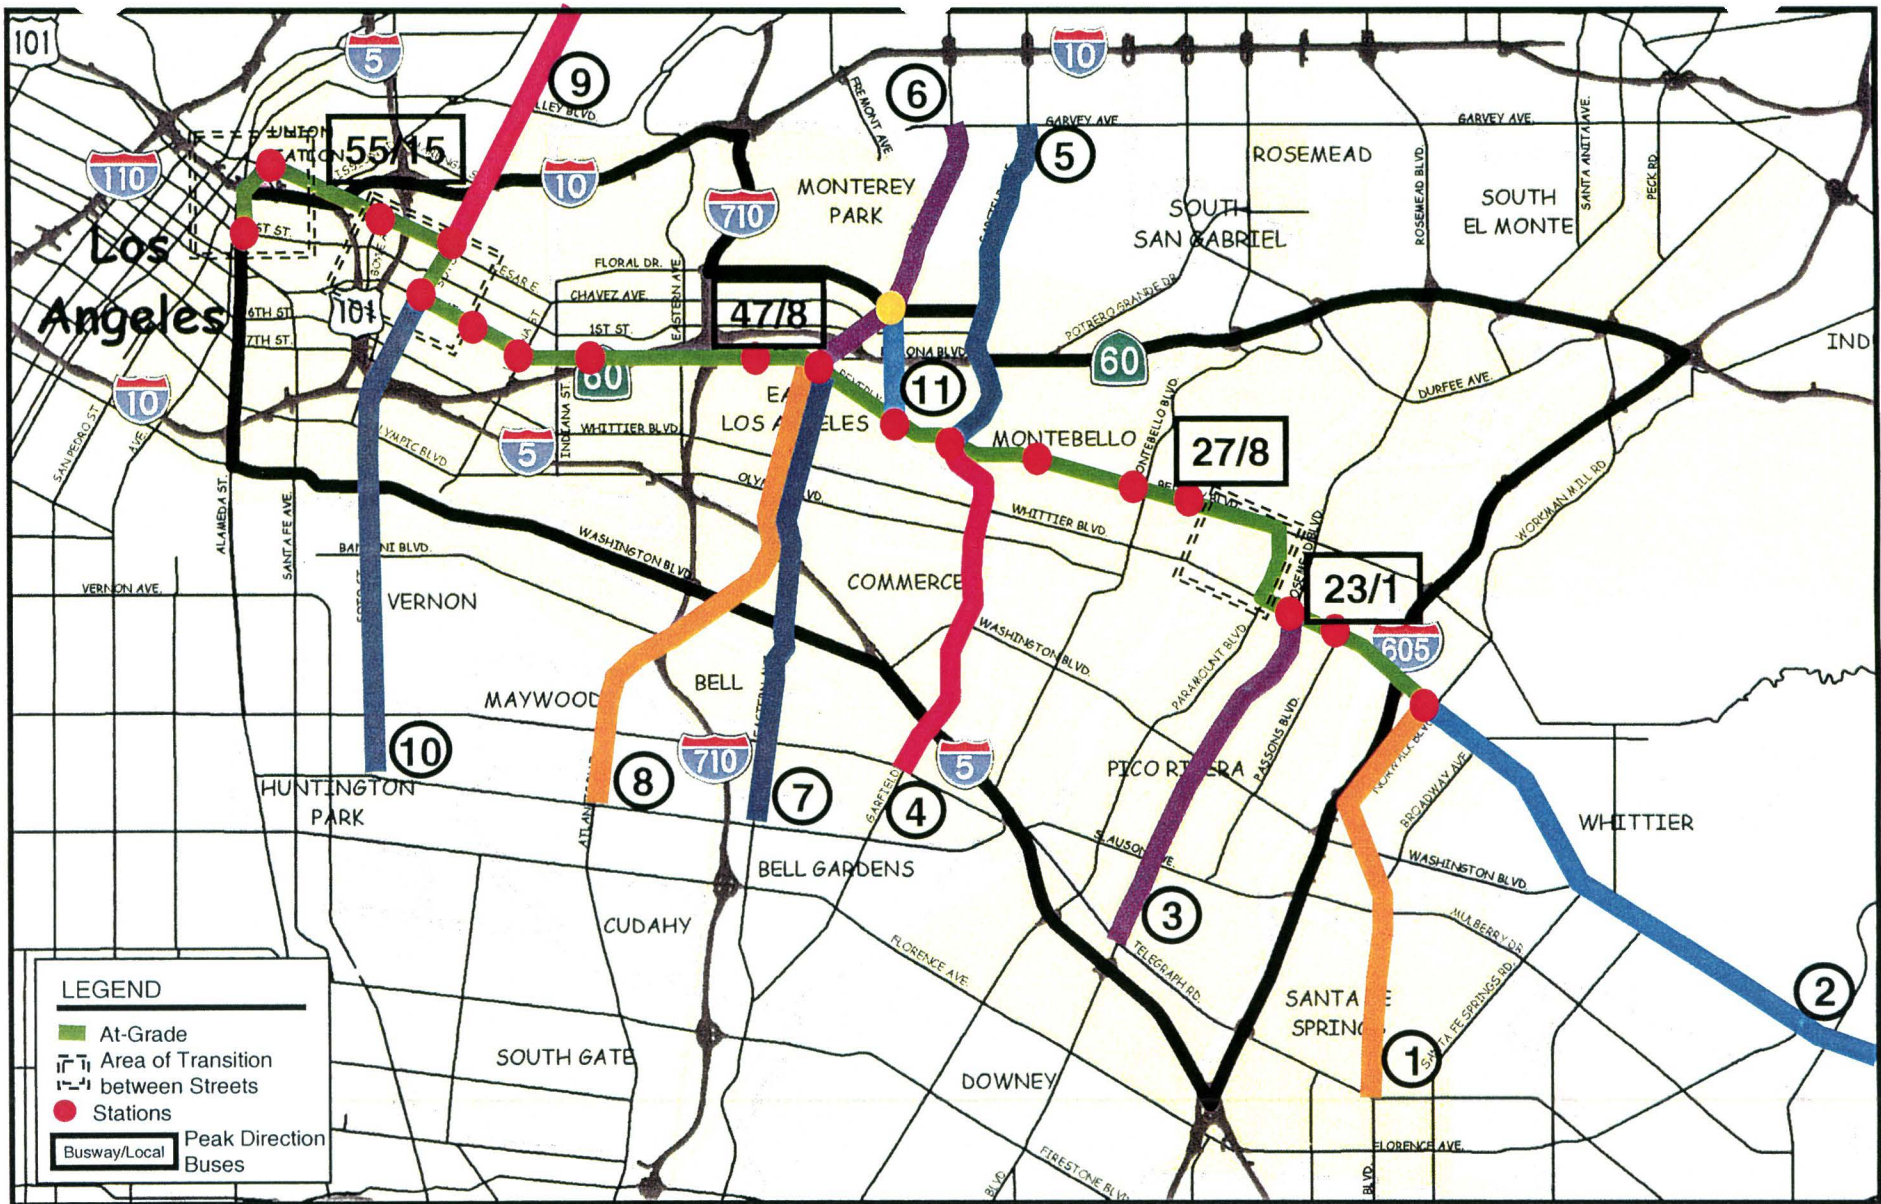 101
5
9
10
6
FREMONT AVE.
GARVEY AVE.
GARVEY AVE.
SANTA ANITA AVE.
PECK RD.
UNION
55/15
5
ROSEMEAD
ROSEMEAD BLVD.
110
10
710
MONTEREY
PARK
SOUTH
SAN GABRIEL
SOUTH
EL MONTE
Los
Angeles
FLORAL DR.
CHAVEZ AVE.
1ST ST.
EASTERN AVE
POTRERO GRANDE DR.
101
6TH ST.
7TH ST.
47/8
60
60
11
10
DURFEE AVE.
SAN PEDRO ST
AVE.
INDIANA ST.
WHITTIER BLVD.
LOS ANGELES
MONTEBELLO
MONTEBELLO BLVD.
27/8
5
WHITTIER BLVD.
WORKMAN MILL RD
ALAMEDA ST.
SANTA FE AVE.
WASHINGTON BLVD.
VERNON AVE.
VERNON
COMMERCE
23/1
605
WASHINGTON BLVD.
PARAMOUNT BLVD.
PASSONS BLVD.
MAYWOOD
BELL
10
8
710
7
4
GARFIELD
5
PICO RIVERA
NORWALK BLVD.
BROADWAY AVE.
WHITTIER
HUNTINGTON
PARK
BELL GARDENS
SLAUSON AVE.
WASHINGTON BLVD.
CUDAHY
3
FLORENCE AVE.
TELEGRAPH RD.
MULBERRY DR.
SANTA FE SPRINGS RD.
SANTA FE
SPRINGS
2
1
SOUTH GATE
DOWNEY
FIRESTONE BLVD.
BLVD.
FLORENCE AVE.
BLVD.
LEGEND
At-Grade
Area of Transition
between Streets
Stations
Busway/Local
Peak Direction
Buses